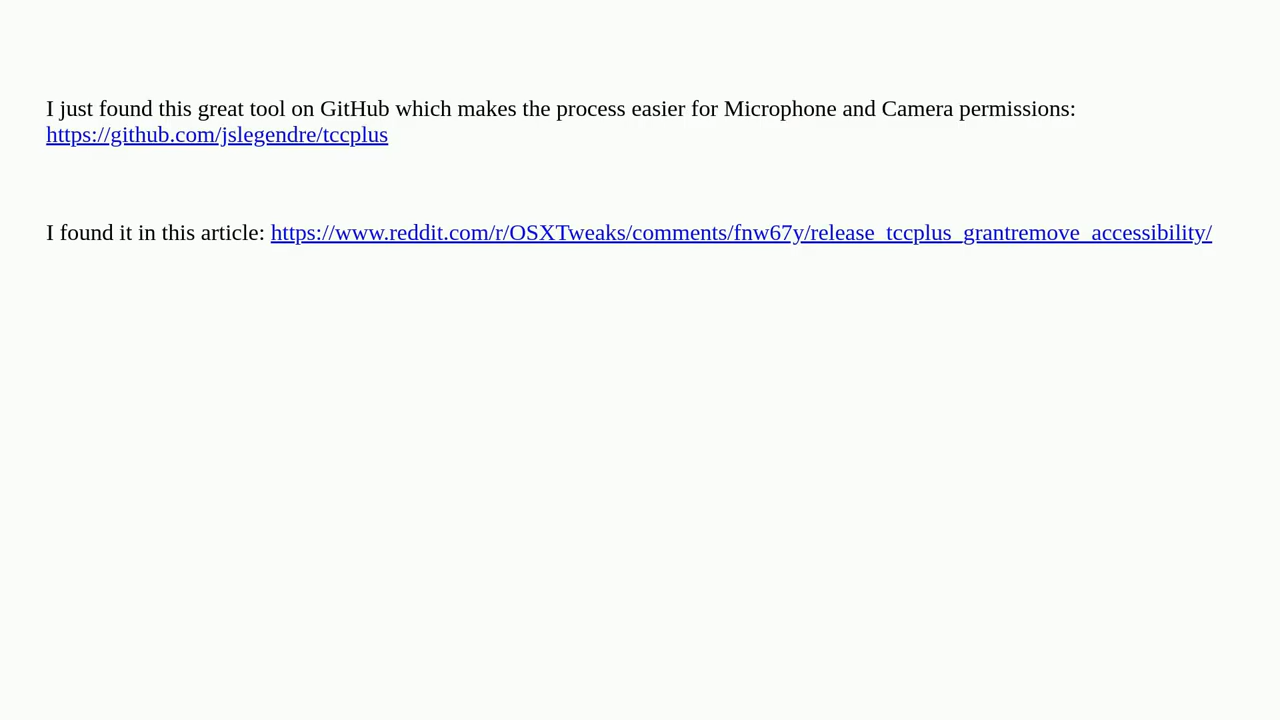 I just found this great tool on GitHub which makes the process easier for Microphone and Camera permissions:
https://github.com/jslegendre/tccplus
I found it in this article: https://www.reddit.com/r/OSXTweaks/comments/fnw67y/release_tccplus_grantremove_accessibility/